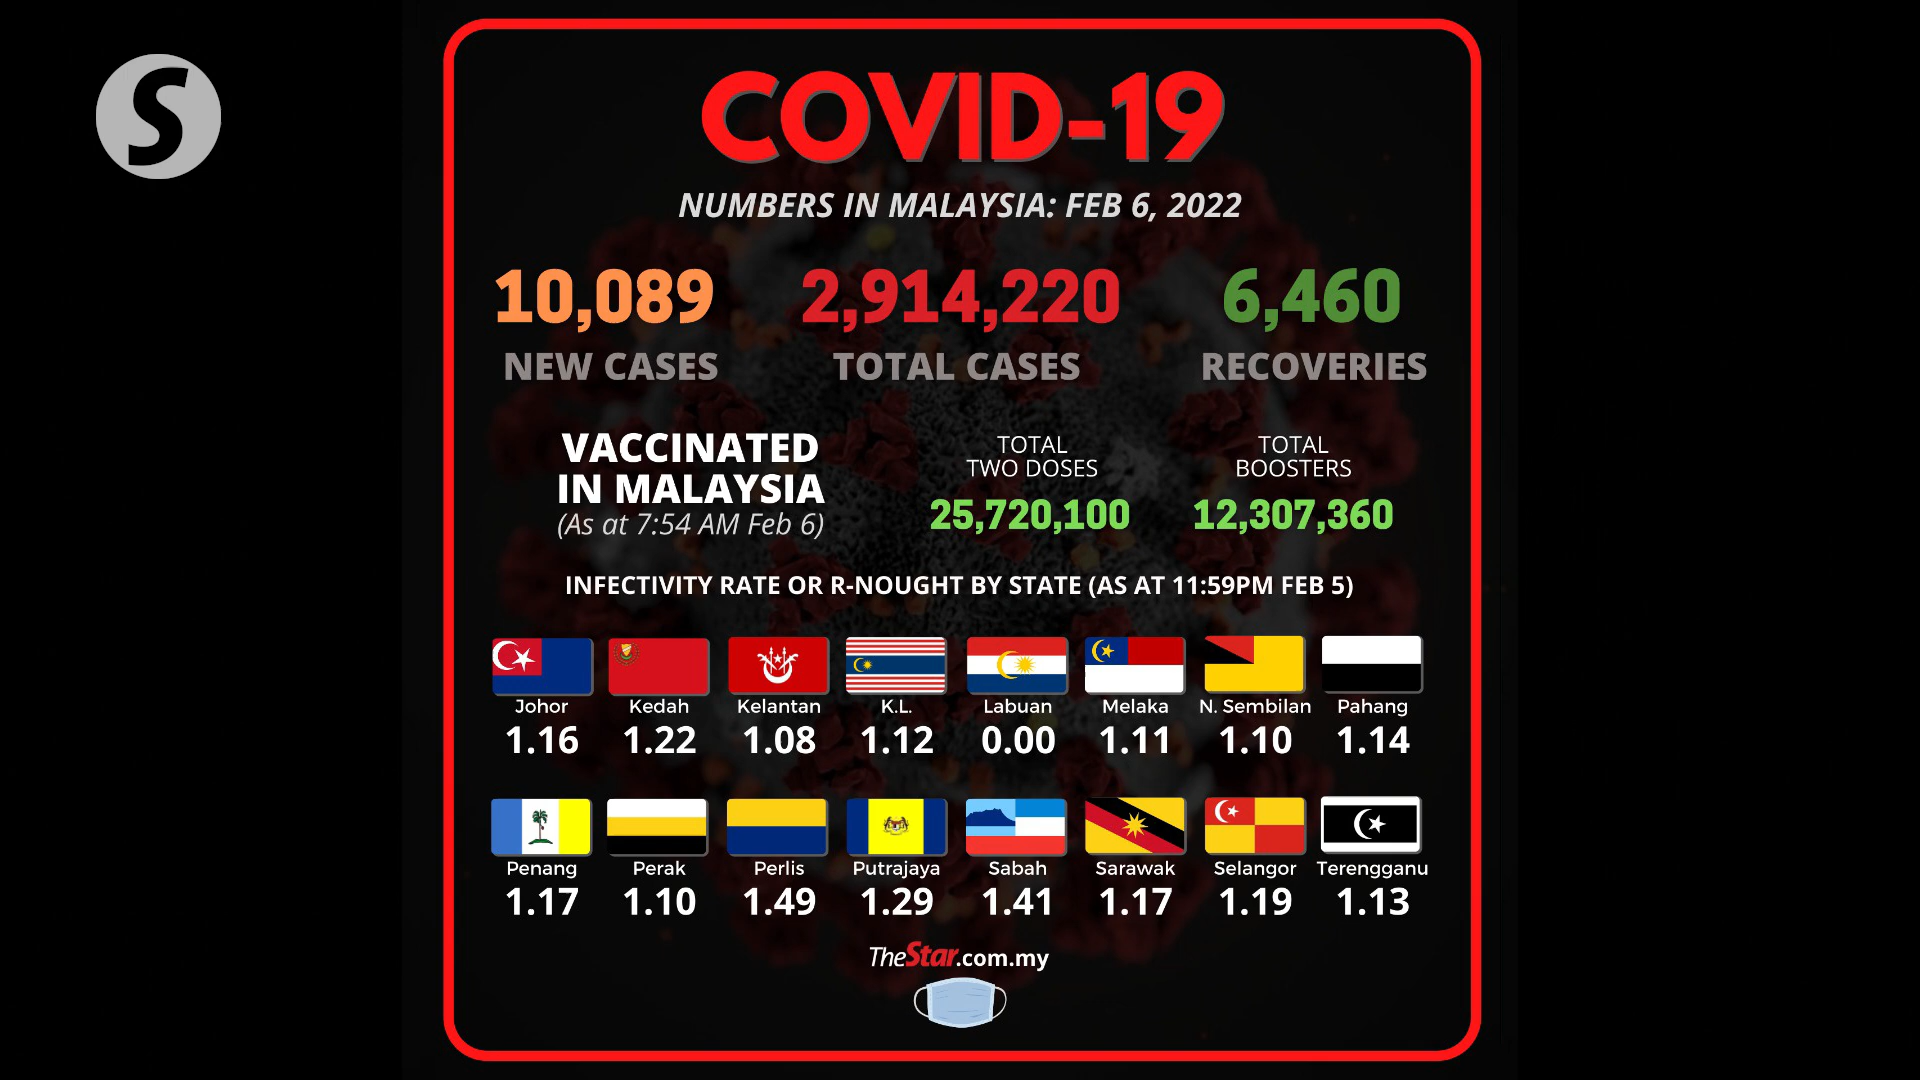 S
COVID-19
NUMBERS IN MALAYSIA: FEB 6, 2022
10,089 2,914,220 6,460
NEW CASES TOTAL CASES RECOVERIES
VACCINATED
IN MALAYSIA
(As at 7:54 AM Feb 6)
TOTAL
TWO DOSES
25,720,100
TOTAL
BOOSTERS
12,307,360
INFECTIVITY RATE OR R-NOUGHT BY STATE (AS AT 11:59PM FEB 5)
Johor Kedah Kelantan K.L. Labuan Melaka N. Sembilan Pahang
1.16 1.22 1.08 1.12 0.00 1.11 1.10 1.14
Penang Perak Perlis Putrajaya Sabah Sarawak Selangor Terengganu
1.17 1.10 1.49 1.29 1.41 1.17 1.19 1.13
TheStar.com.my